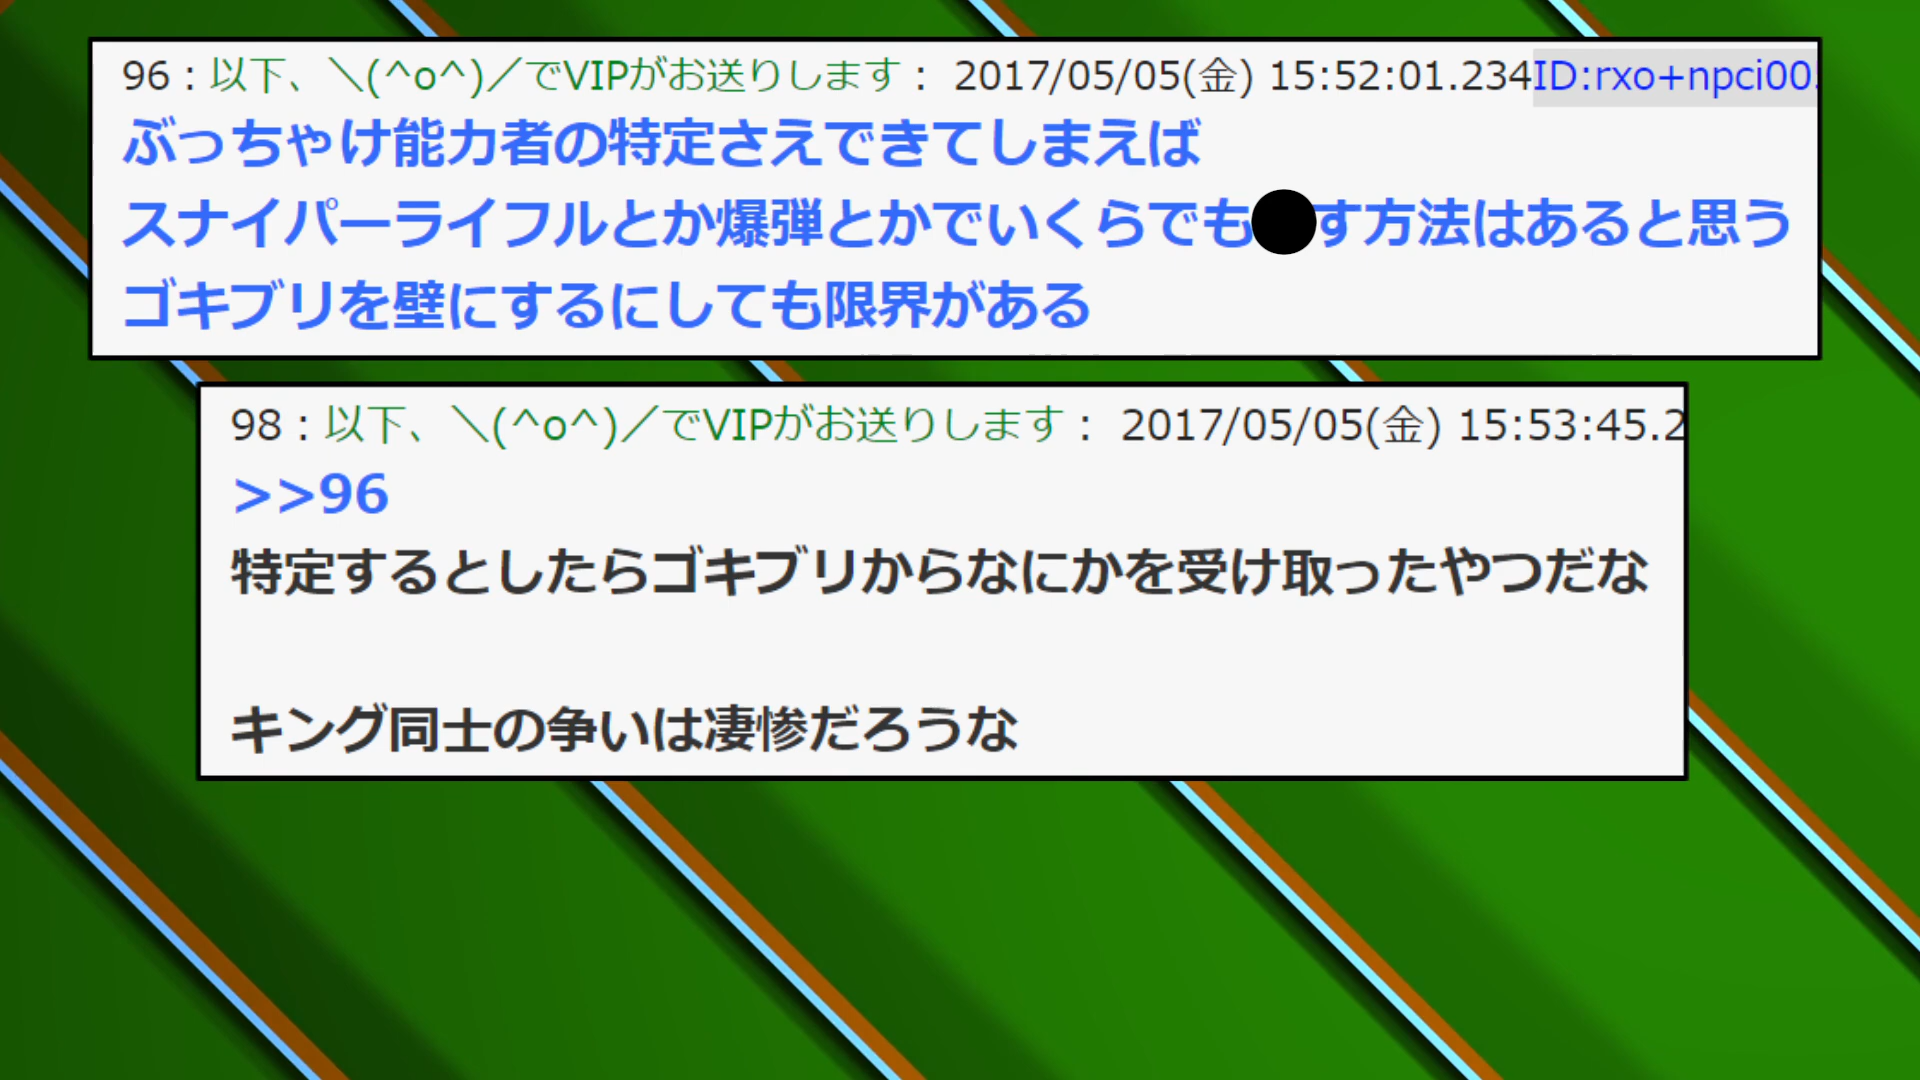 96 : 以下、＼(^o^)／でVIPがお送りします : 2017/05/05(金) 15:52:01.234 ID:rxo+npci00.
ぶっちゃけ能力者の特定さえできてしまえば
スナイパーライフルとか爆弾とかでいくらでも●す方法はあると思う
ゴキブリを壁にするにしても限界がある
98 : 以下、＼(^o^)／でVIPがお送りします : 2017/05/05(金) 15:53:45.2
>>96
特定するとしたらゴキブリからなにかを受け取ったやつだな
キング同士の争いは凄惨だろうな